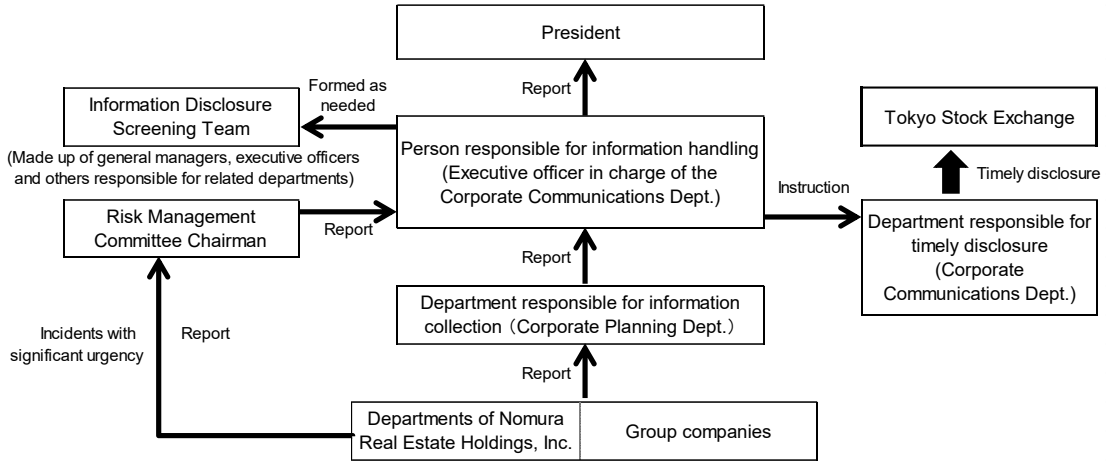 President
Report
Formed as
needed
Information Disclosure
Screening Team
(Made up of general managers, executive officers
and others responsible for related departments)
Person responsible for information handling
(Executive officer in charge of the
Corporate Communications Dept.)
Tokyo Stock Exchange
Timely disclosure
Instruction
Risk Management
Committee Chairman
Report
Department responsible for
timely disclosure
(Corporate
Communications Dept.)
Report
Department responsible for information
collection（Corporate Planning Dept.）
Incidents with
significant urgency
Report
Report
Departments of Nomura
Real Estate Holdings, Inc.
Group companies